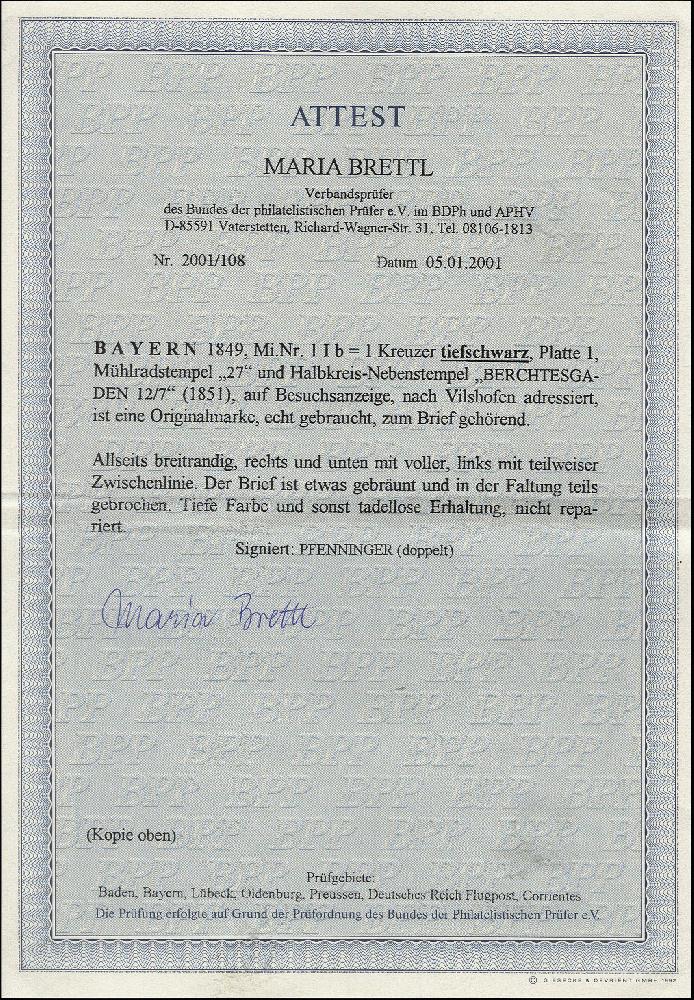 ATTEST
MARIA BRETTL
Verbandsprüfer
des Bundes der philatelistischen Prüfer e.V. im BDPh und APHV
D-85591 Vaterstetten, Richard-Wagner-Str. 31, Tel. 08106-1813
Nr. 2001/108 Datum 05.01.2001
BAYERN 1849, Mi.Nr. 1 I b = 1 Kreuzer tiefschwarz, Platte 1,
Mühlradstempel „27“ und Halbkreis-Nebenstempel „BERCHTESGA-
DEN 12/7“ (1851), auf Besuchsanzeige, nach Vilshofen adressiert,
ist eine Originalmarke, echt gebraucht, zum Brief gehörend.
Allseits breitrandig, rechts und unten mit voller, links mit teilweiser
Zwischenlinie. Der Brief ist etwas gebräunt und in der Faltung teils
gebrochen. Tiefe Farbe und sonst tadellose Erhaltung, nicht repa-
riert.
Signiert: PFENNINGER (doppelt)
Maria Brettl
(Kopie oben)
Prüfgebiete:
Baden, Bayern, Lübeck, Oldenburg, Preussen, Deutsches Reich Flugpost, Corrientes
Die Prüfung erfolgte auf Grund der Prüfordnung des Bundes der Philatelistischen Prüfer e.V.
© GIESECKE & DEVRIENT GMBH 1992